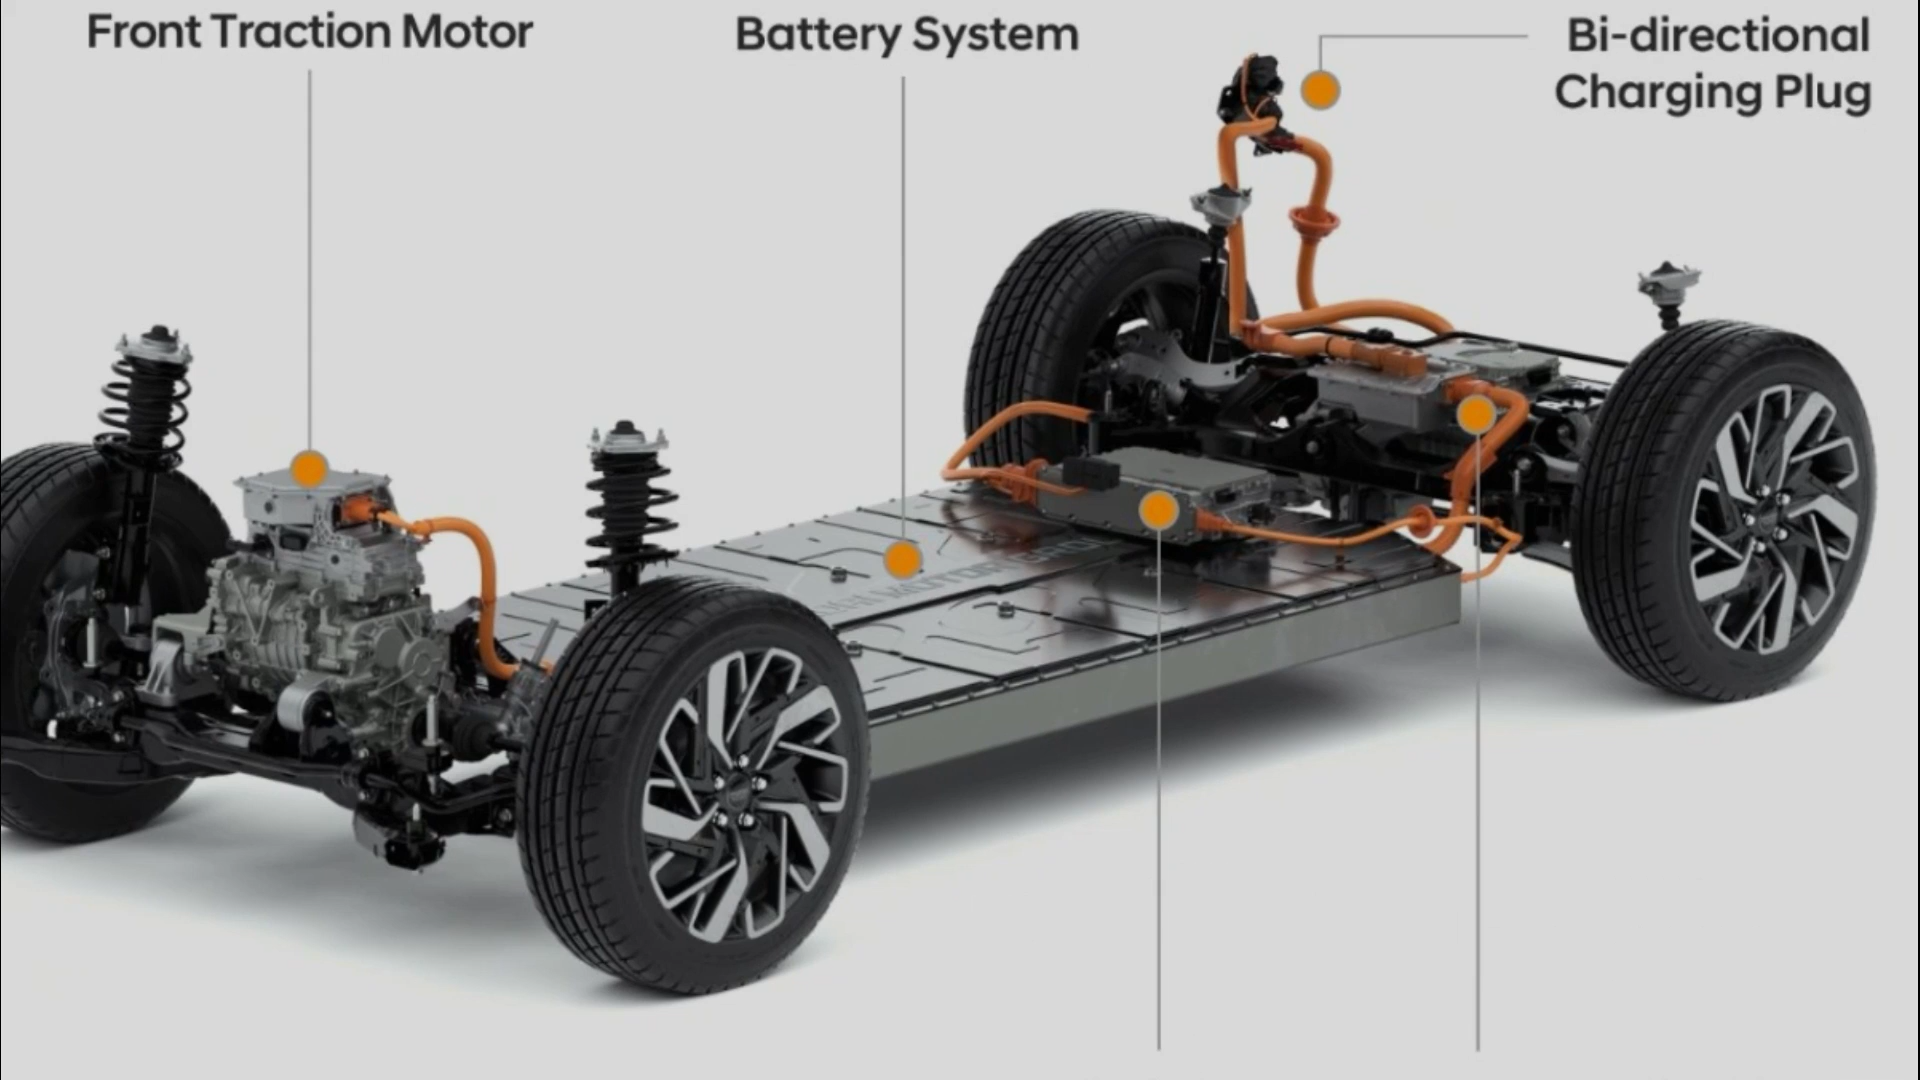 Front Traction Motor
Battery System
Bi-directional
Charging Plug